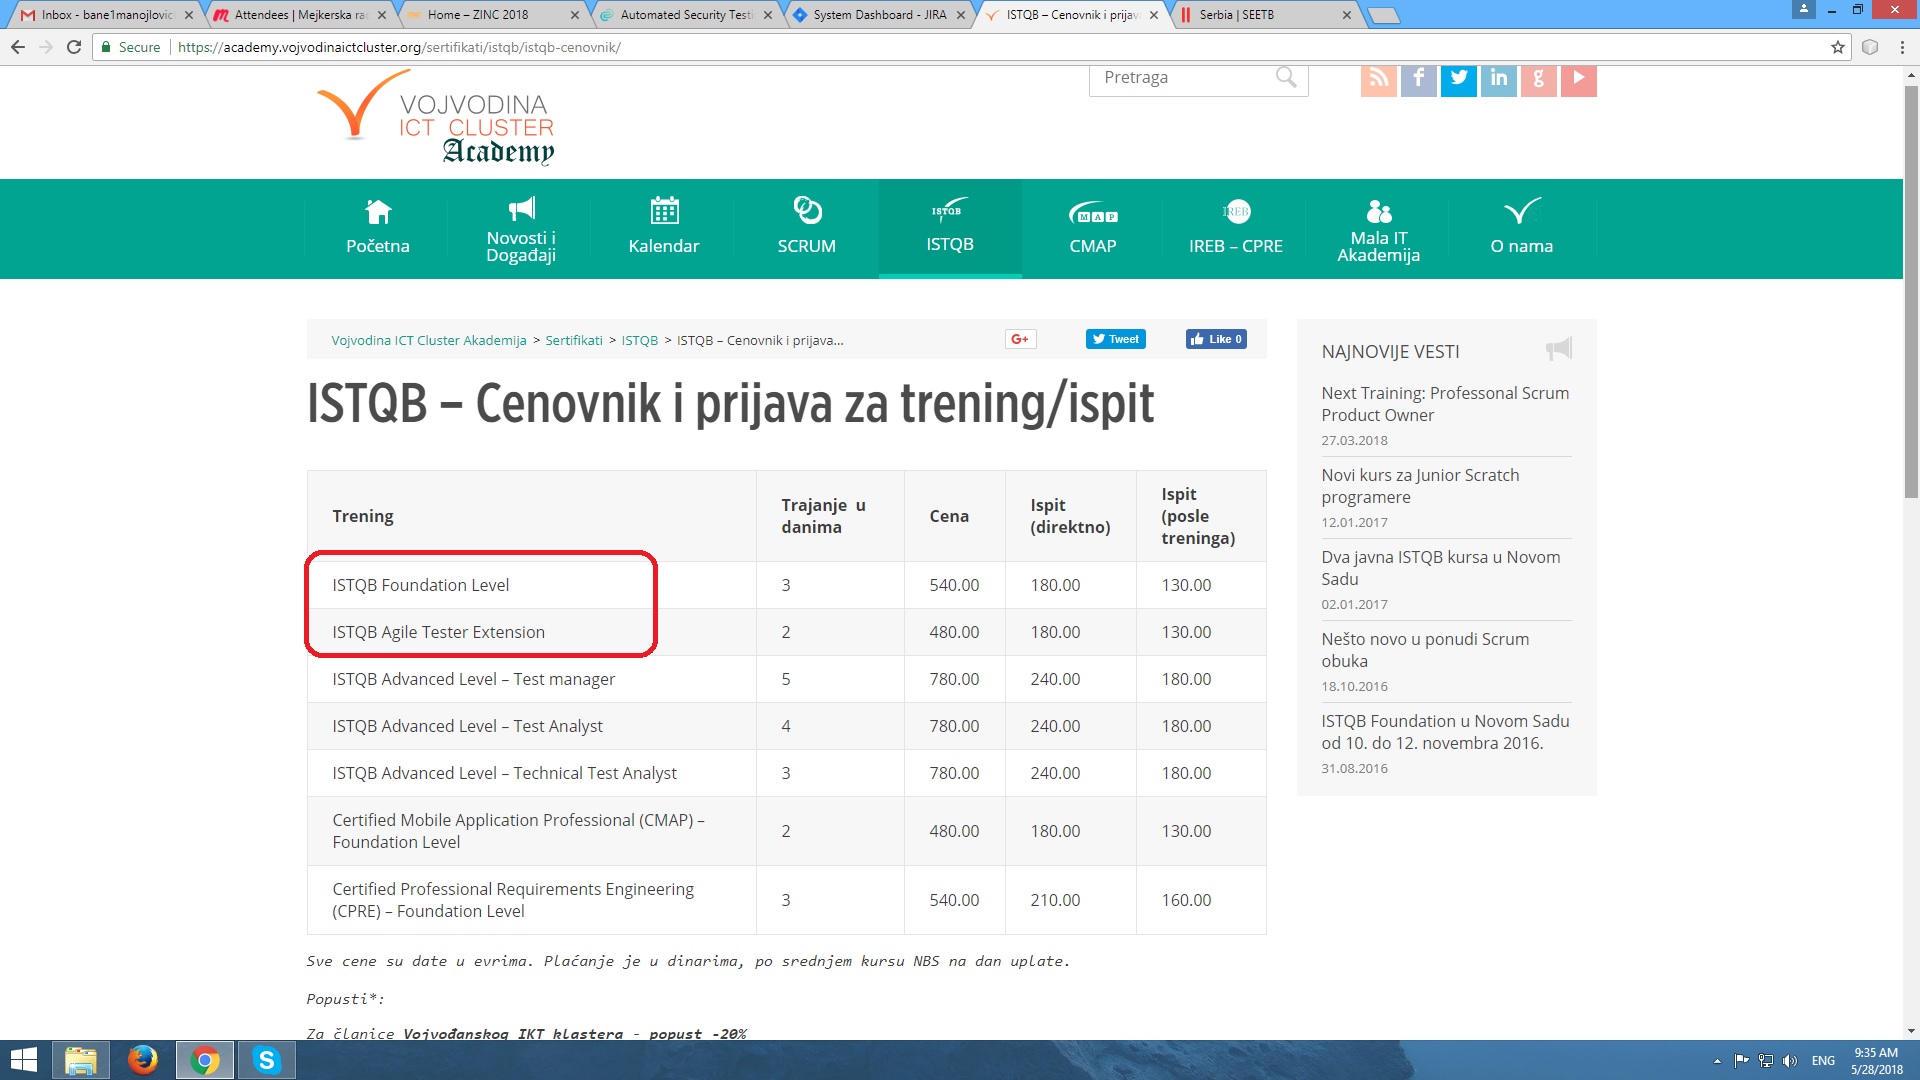 Inbox - bane1manojlovic
Attendees | Mejkerska ra
Home – ZINC 2018
Automated Security Testi
System Dashboard - JIRA
ISTQB – Cenovnik i prijav
Serbia | SEETB
Secure
https://academy.vojvodinaictcluster.org/sertifikati/istqb/istqb-cenovnik/
VOJVODINA
ICT CLUSTER
Academy
Pretraga
Početna
Novosti i
Događaji
Kalendar
SCRUM
ISTQB
ISTQB
MAP
CMAP
IREB
IREB – CPRE
Mala IT
Akademija
O nama
Vojvodina ICT Cluster Akademija > Sertifikati > ISTQB > ISTQB – Cenovnik i prijava...
G+
Tweet
Like 0
ISTQB – Cenovnik i prijava za trening/ispit
Trening Trajanje u danima Cena Ispit (direktno) Ispit (posle treninga)
ISTQB Foundation Level 3 540.00 180.00 130.00
ISTQB Agile Tester Extension 2 480.00 180.00 130.00
ISTQB Advanced Level – Test manager 5 780.00 240.00 180.00
ISTQB Advanced Level – Test Analyst 4 780.00 240.00 180.00
ISTQB Advanced Level – Technical Test Analyst 3 780.00 240.00 180.00
Certified Mobile Application Professional (CMAP) –
Foundation Level 2 480.00 180.00 130.00
Certified Professional Requirements Engineering
(CPRE) – Foundation Level 3 540.00 210.00 160.00
Sve cene su date u evrima. Plaćanje je u dinarima, po srednjem kursu NBS na dan uplate.
Popusti*:
Za članice Vojvođanskog IKT klastera - popust -20%
NAJNOVIJE VESTI
Next Training: Professonal Scrum
Product Owner
27.03.2018
Novi kurs za Junior Scratch
programere
12.01.2017
Dva javna ISTQB kursa u Novom
Sadu
02.01.2017
Nešto novo u ponudi Scrum
obuka
18.10.2016
ISTQB Foundation u Novom Sadu
od 10. do 12. novembra 2016.
31.08.2016
ENG
9:35 AM
5/28/2018